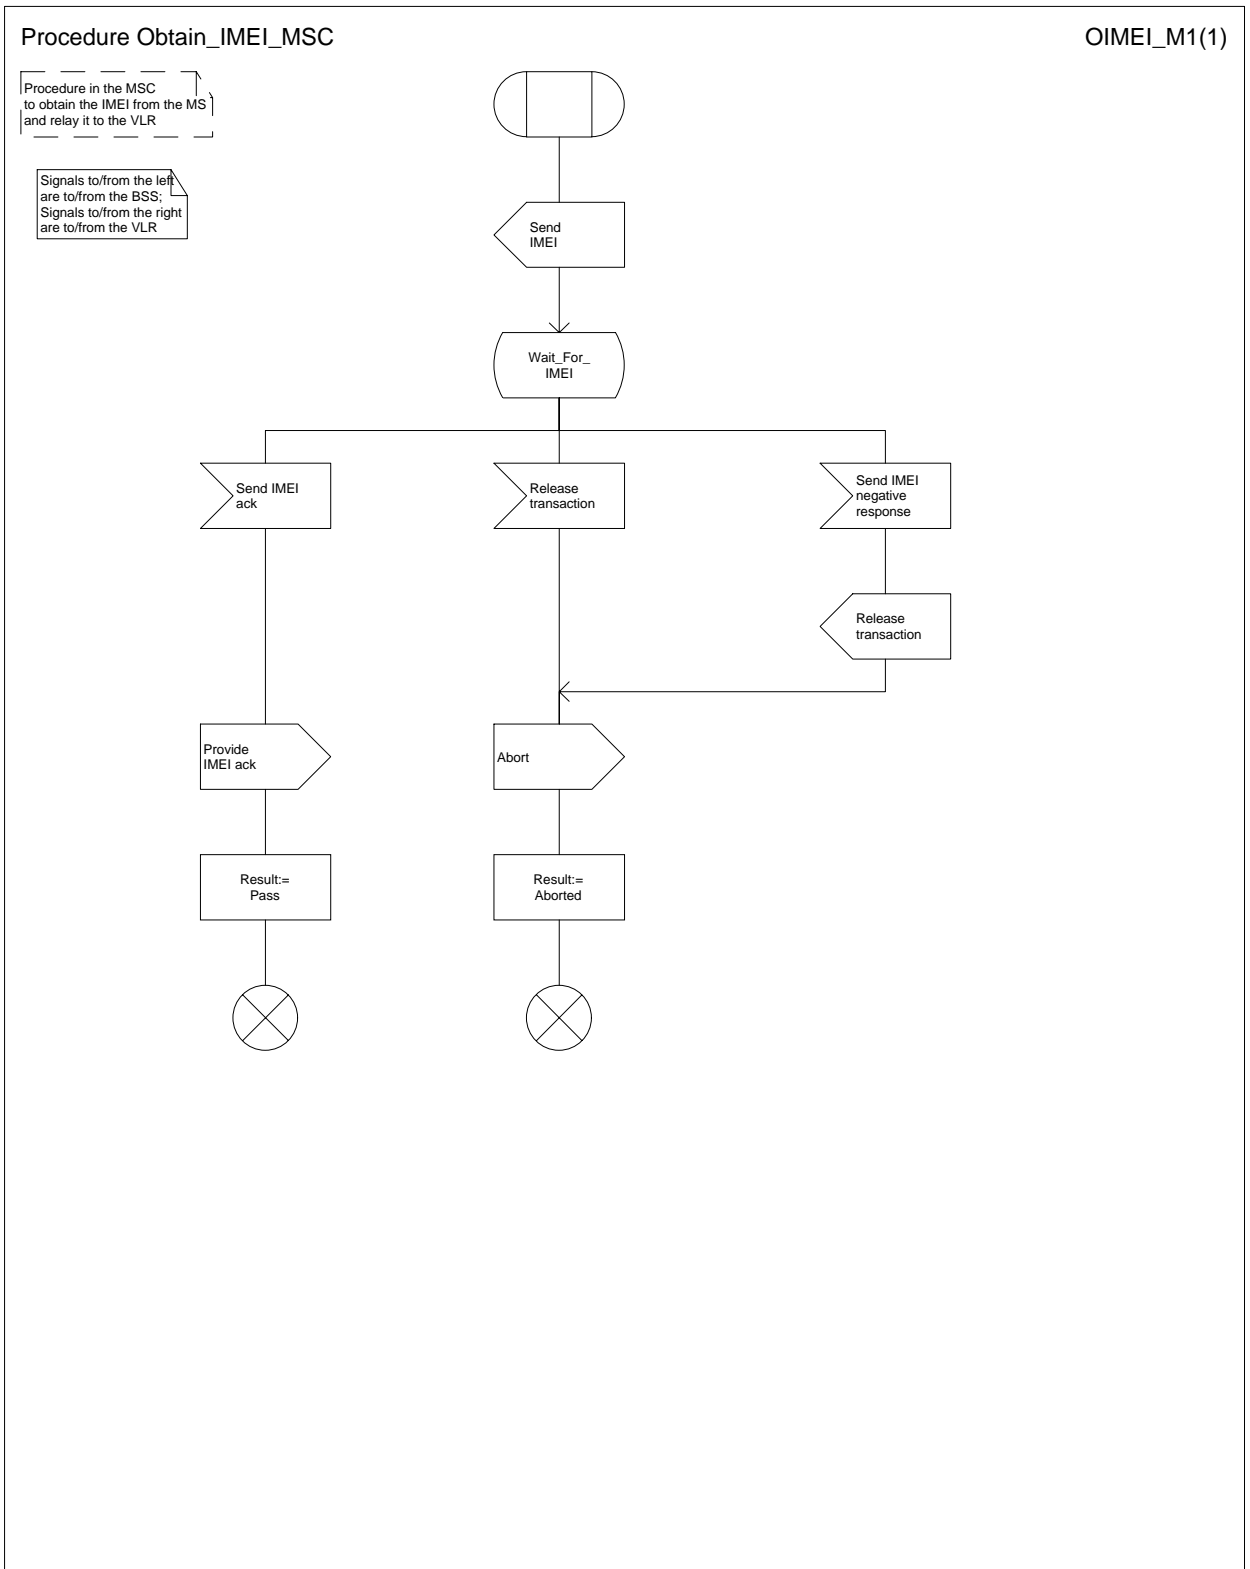 Procedure Obtain_IMEI_MSC
OIMEI_M1(1)
Procedure in the MSC
to obtain the IMEI from the MS
and relay it to the VLR
Signals to/from the left
are to/from the BSS;
Signals to/from the right
are to/from the VLR
Send
IMEI
Wait_For_
IMEI
Send IMEI
ack
Release
transaction
Send IMEI
negative
response
Release
transaction
Provide
IMEI ack
Abort
Result:=
Pass
Result:=
Aborted